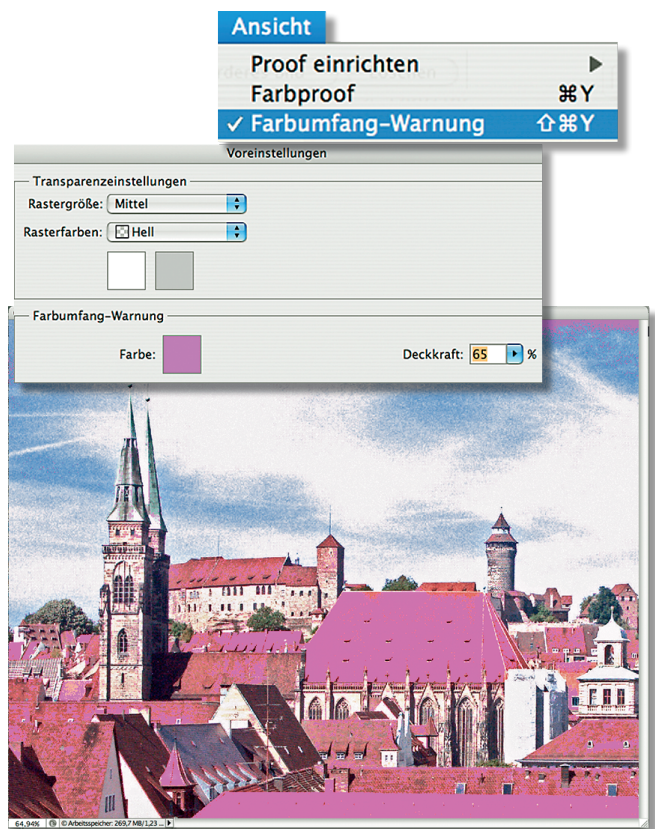 Ansicht
Proof einrichten
Farbproof ⌘Y
✓ Farbumfang-Warnung ⇧⌘Y
Voreinstellungen
Transparenzeinstellungen
Rastergröße: Mittel
Rasterfarben: Hell
Farbumfang-Warnung
Farbe: Deckkraft: 65 %
64,94% © Arbeitsspeicher: 269,7 MB/1,23 ...